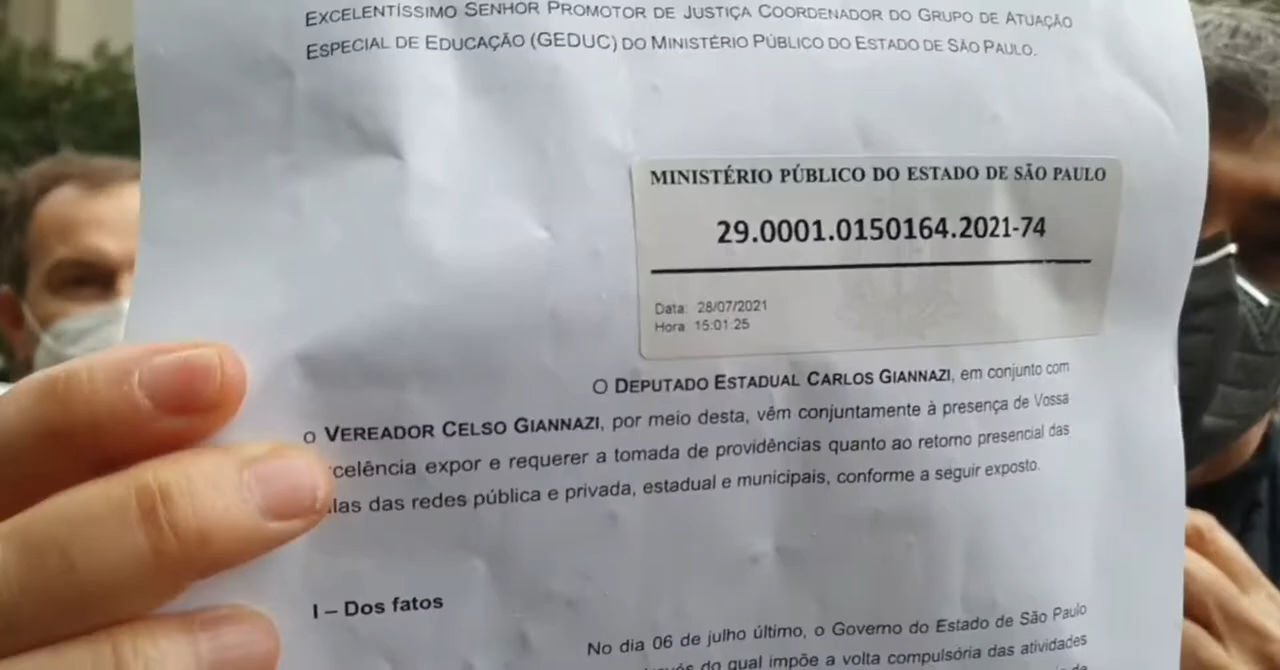 EXCELENTÍSSIMO SENHOR PROMOTOR DE JUSTIÇA COORDENADOR DO GRUPO DE ATUAÇÃO
ESPECIAL DE EDUCAÇÃO (GEDUC) DO MINISTÉRIO PÚBLICO DO ESTADO DE SÃO PAULO.
MINISTÉRIO PÚBLICO DO ESTADO DE SÃO PAULO
29.0001.0150164.2021-74
Data: 28/07/2021
Hora 15:01:25
O DEPUTADO ESTADUAL CARLOS GIANNAZI, em conjunto com
o VEREADOR CELSO GIANNAZI, por meio desta, vêm conjuntamente à presença de Vossa
celência expor e requerer a tomada de providências quanto ao retorno presencial das
las das redes pública e privada, estadual e municipais, conforme a seguir exposto.
I – Dos fatos
No dia 06 de julho último, o Governo do Estado de São Paulo
do qual impõe a volta compulsória das atividades